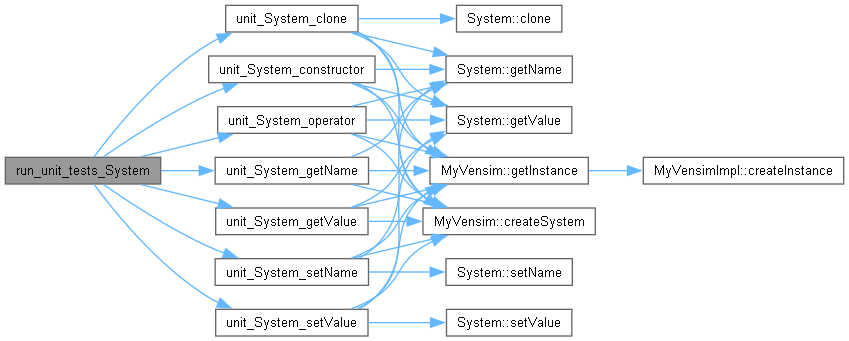 run_unit_tests_System
unit_System_clone
unit_System_constructor
unit_System_operator
unit_System_getName
unit_System_getValue
unit_System_setName
unit_System_setValue
System::clone
System::getName
System::getValue
MyVensim::getInstance
MyVensim::createSystem
System::setName
System::setValue
MyVensimImpl::createInstance